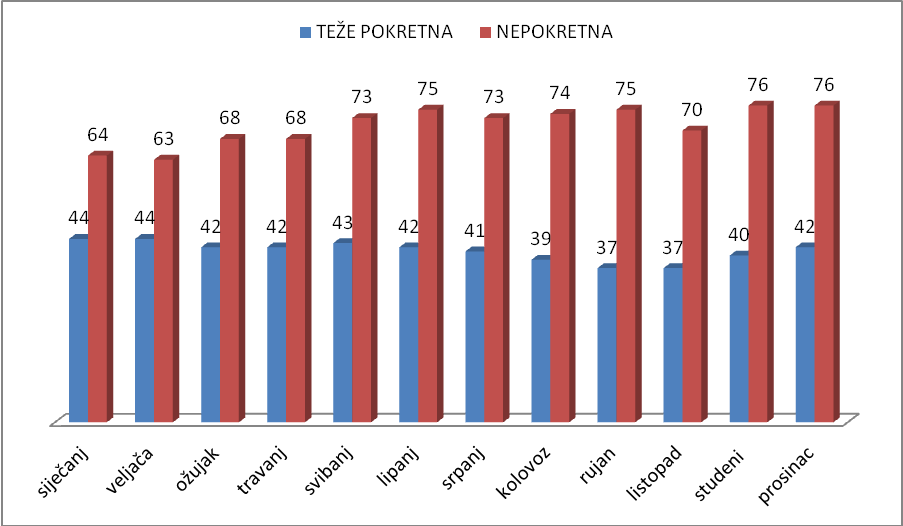 TEŽE POKRETNA NEPOKRETNA
64 63 68 68 73 75 73 74 75 70 76 76
44 44 42 42 43 42 41 39 37 37 40 42
siječanj veljača ožujak travanj svibanj lipanj srpanj kolovoz rujan listopad studeni prosinac